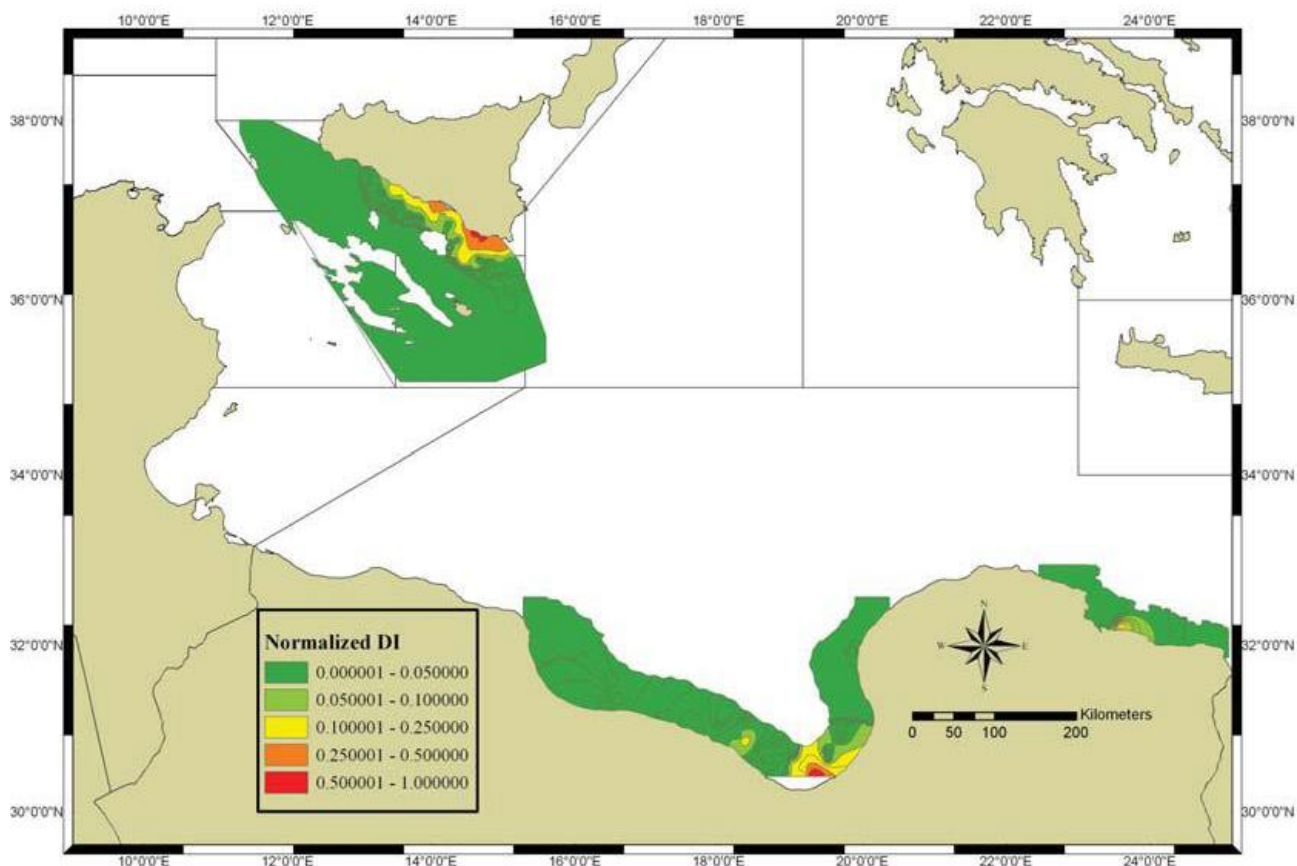 10°0'0"E 12°0'0"E 14°0'0"E 16°0'0"E 18°0'0"E 20°0'0"E 22°0'0"E 24°0'0"E
38°0'0"N 38°0'0"N
36°0'0"N 36°0'0"N
34°0'0"N 34°0'0"N
32°0'0"N 32°0'0"N
30°0'0"N 30°0'0"N
Normalized DI
0.000001 - 0.050000
0.050001 - 0.100000
0.100001 - 0.250000
0.250001 - 0.500000
0.500001 - 1.000000
N
W E
S
Kilometers
0 50 100 200
10°0'0"E 12°0'0"E 14°0'0"E 16°0'0"E 18°0'0"E 20°0'0"E 22°0'0"E 24°0'0"E